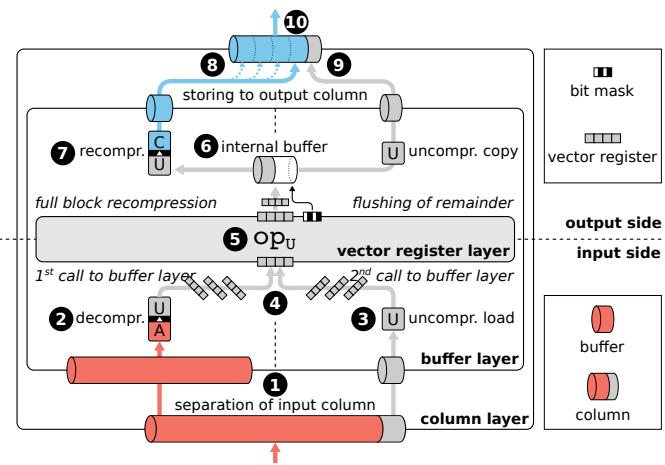 10
8
9
storing to output column
bit mask
C
U
7 recompr.
6 internal buffer
U uncompr. copy
vector register
full block recompression
flushing of remainder
output side
5 opU
vector register layer
input side
1st call to buffer layer
2nd call to buffer layer
4
2 decompr.
U
A
3 U uncompr. load
buffer
buffer layer
1
separation of input column
column
column layer